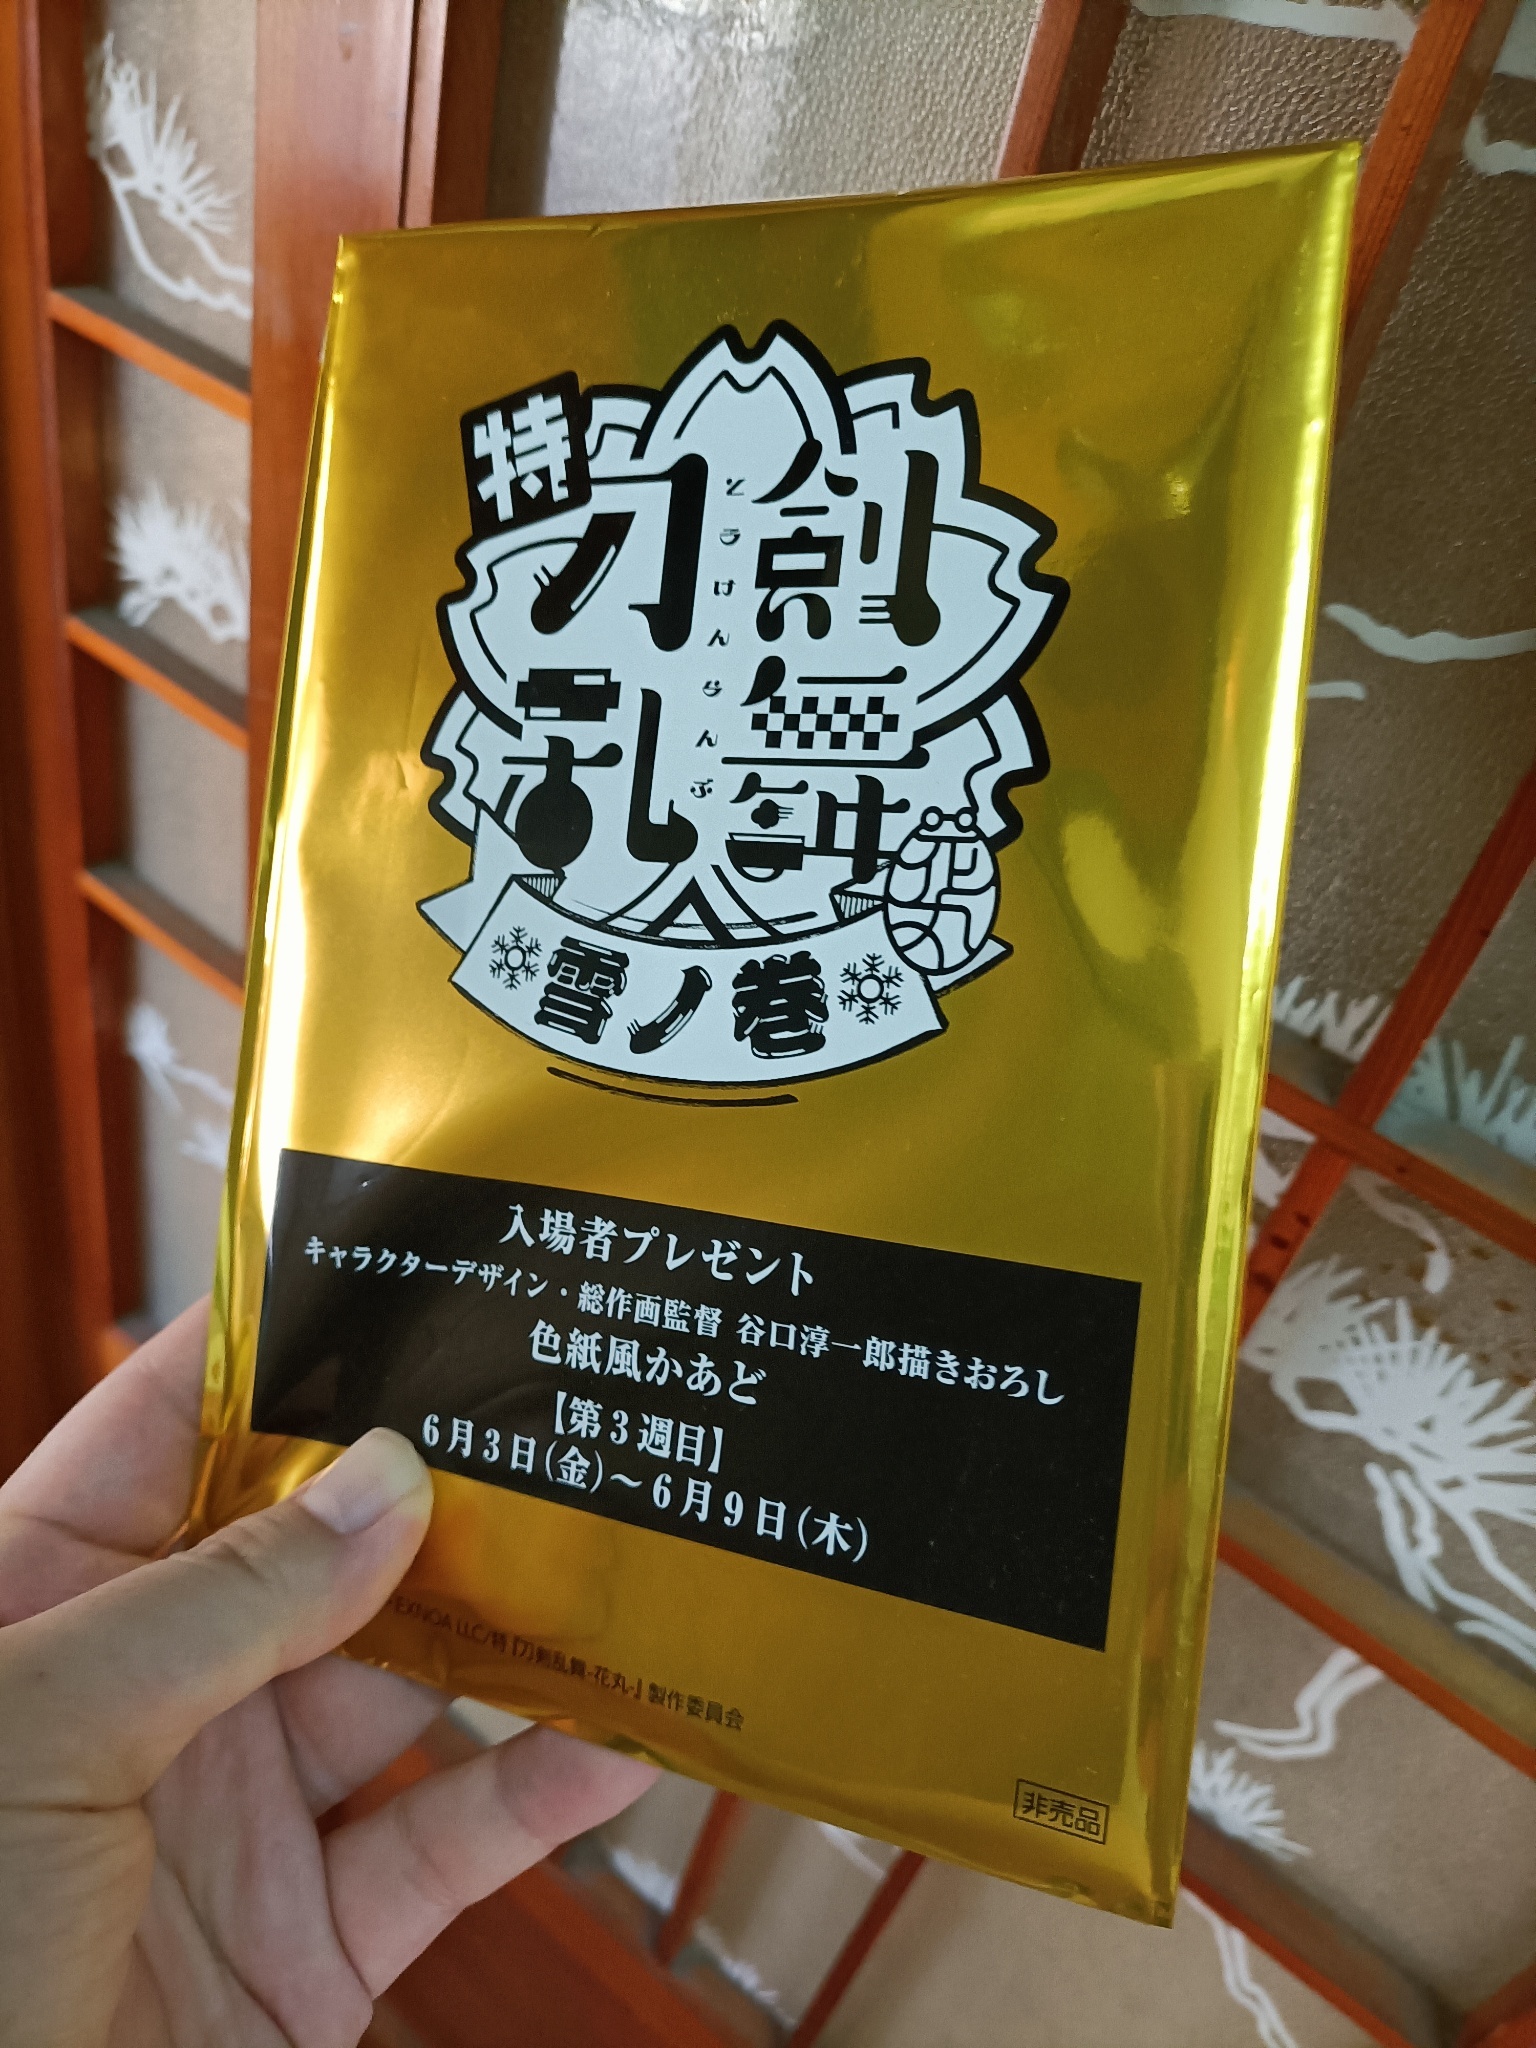 特
刀剣
乱舞
とうけんらんぶ
花丸
雪ノ巻
入場者プレゼント
キャラクターデザイン・総作画監督 谷口淳一郎描きおろし
色紙風かあど
【第3週目】
6月3日(金)～6月9日(木)
EXNOA LLC/特『刀剣乱舞-花丸-』製作委員会
非売品